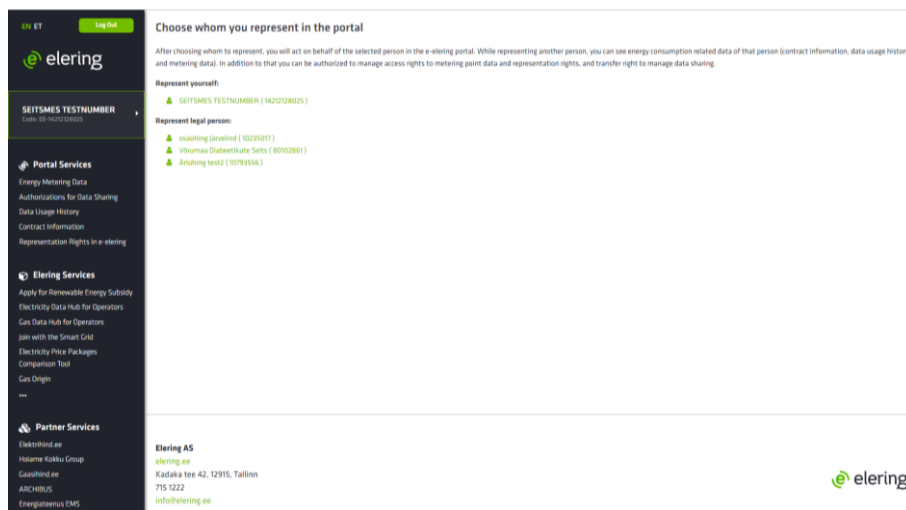 EN ET
Log Out
elering
SEITSMES TESTNUMBER
Code: EE-14212128025
Portal Services
Energy Metering Data
Authorizations for Data Sharing
Data Usage History
Contract Information
Representation Rights in e-elering
Elering Services
Apply for Renewable Energy Subsidy
Electricity Data Hub for Operators
Gas Data Hub for Operators
Join with the Smart Grid
Electricity Price Packages
Comparison Tool
Gas Origin
...
Partner Services
Elektrihind.ee
Hoiame Kokku Group
Gaasihind.ee
ARCHIBUS
Energiateenus EMS
Choose whom you represent in the portal
After choosing whom to represent, you will act on behalf of the selected person in the e-elering portal. While representing another person, you can see energy consumption related data of that person (contract information, data usage histor
and metering data). In addition to that you can be authorized to manage access rights to metering point data and representation rights, and transfer right to manage data sharing.
Represent yourself:
SEITSMES TESTNUMBER ( 14212128025 )
Represent legal person:
osaühing Järvelind ( 10235017 )
Võrumaa Diabeetikute Selts ( 80102661 )
Äriühing test2 ( 10793556 )
Elering AS
elering.ee
Kadaka tee 42, 12915, Tallinn
715 1222
info@elering.ee
elering